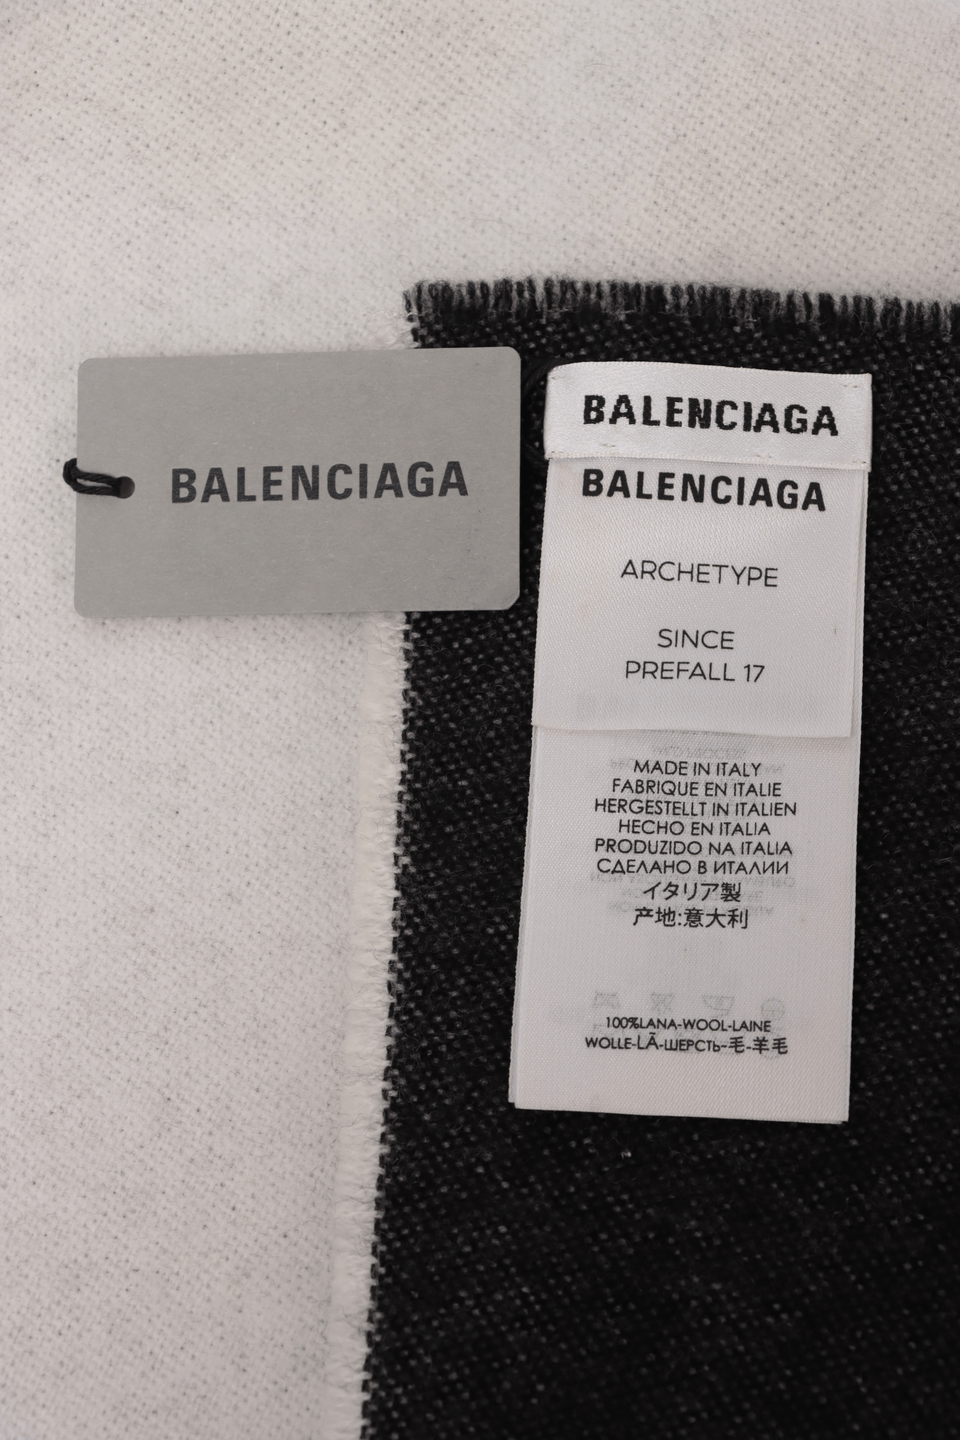 BALENCIAGA
BALENCIAGA
BALENCIAGA
ARCHETYPE
SINCE
PREFALL 17
MADE IN ITALY
FABRIQUE EN ITALIE
HERGESTELLT IN ITALIEN
HECHO EN ITALIA
PRODUZIDO NA ITALIA
СДЕЛАНО В ИТАЛИИ
イタリア製
产地:意大利
100%LANA-WOOL-LAINE
WOLLE-LÃ-ШЕРСТЬ-毛-羊毛